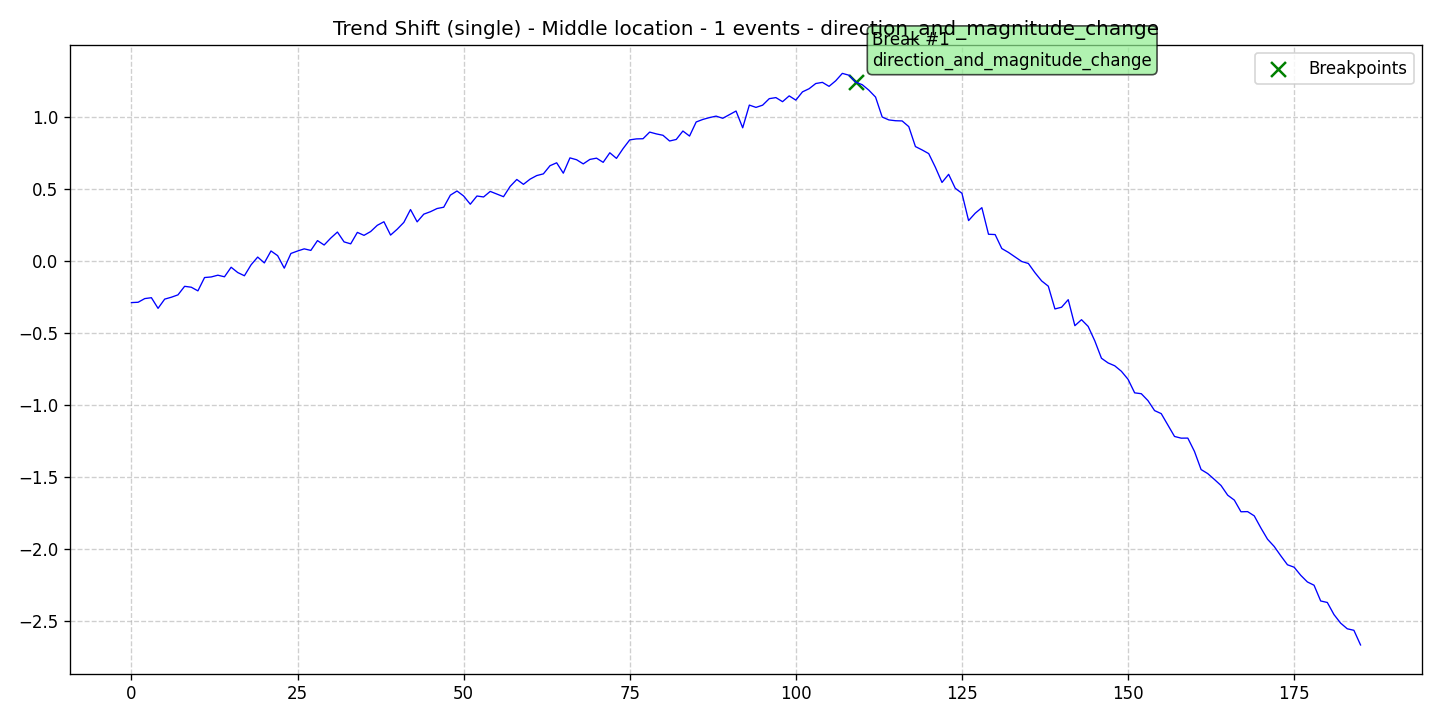 Trend Shift (single) - Middle location - 1 events - direction_and_magnitude_change
Break #1
direction_and_magnitude_change
Breakpoints
1.0
0.5
0.0
−0.5
−1.0
−1.5
−2.0
−2.5
0 25 50 75 100 125 150 175